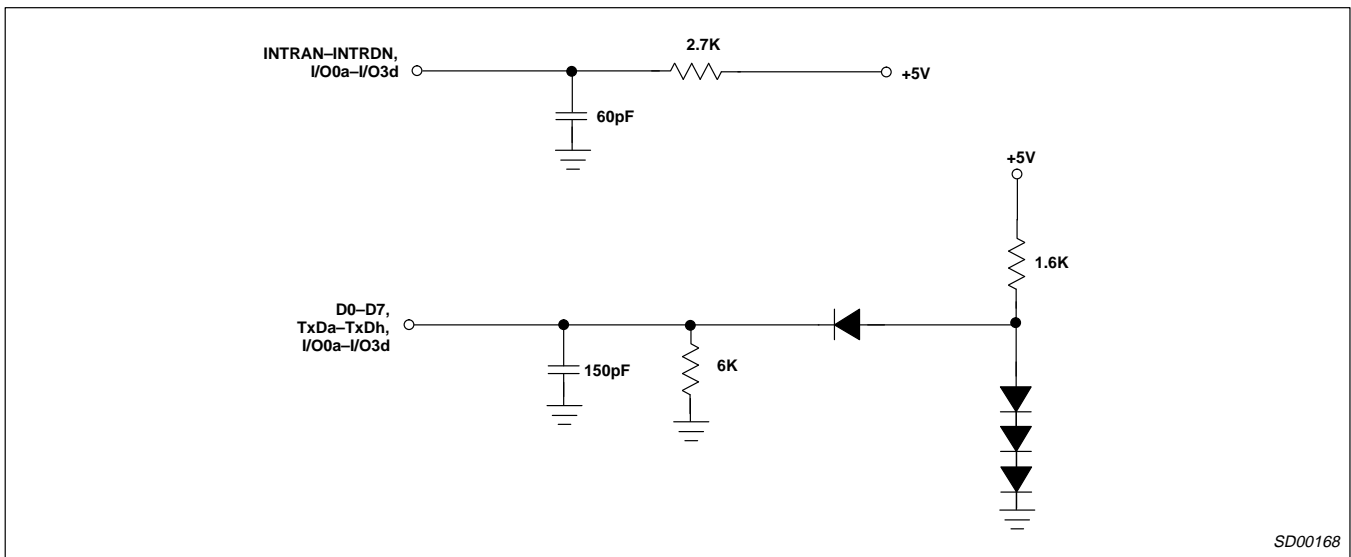 INTRAN–INTRDN,
I/O0a–I/O3d
2.7K
+5V
60pF
+5V
1.6K
D0–D7,
TxDa–TxDh,
I/O0a–I/O3d
150pF
6K
SD00168